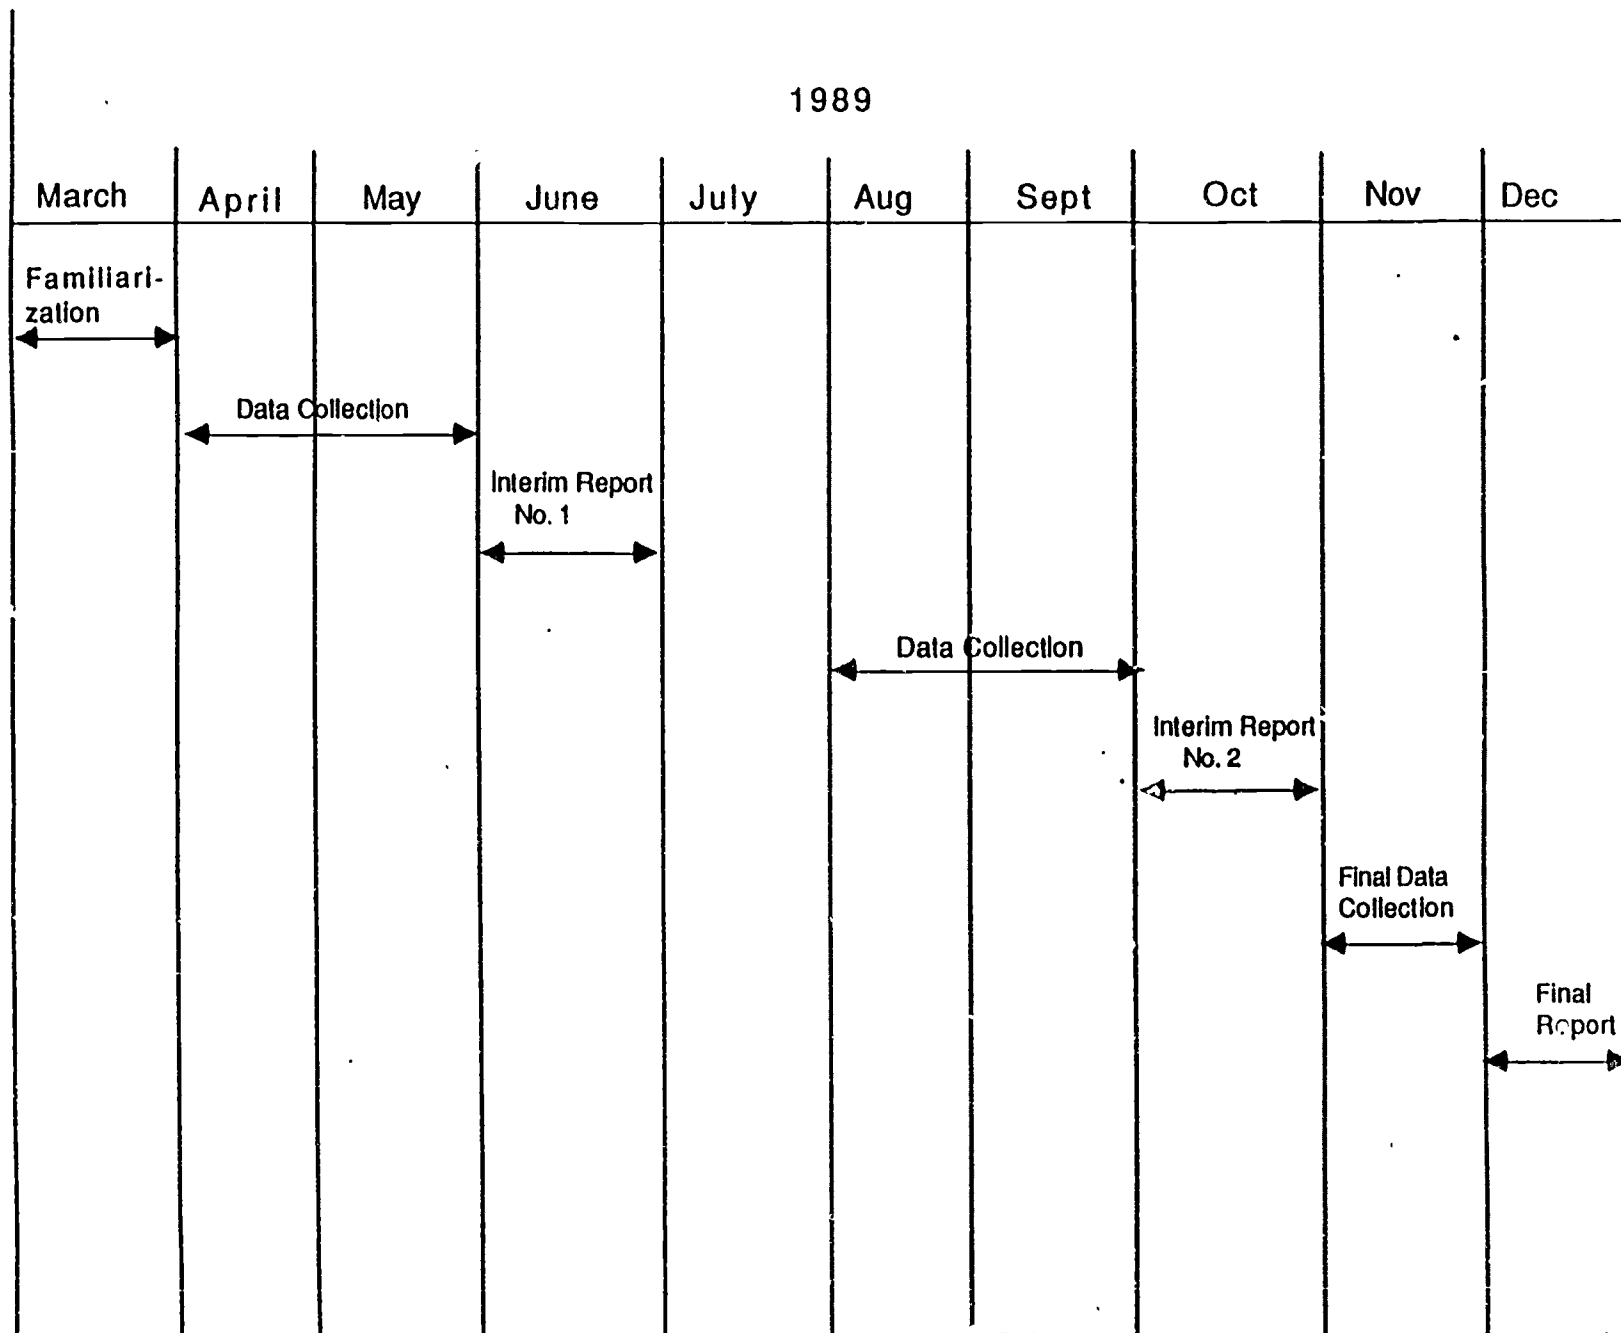 1989
March April May June July Aug Sept Oct Nov Dec
Familiari-
zation
Data Collection
Interim Report
No. 1
Data Collection
Interim Report
No. 2
Final Data
Collection
Final
Report